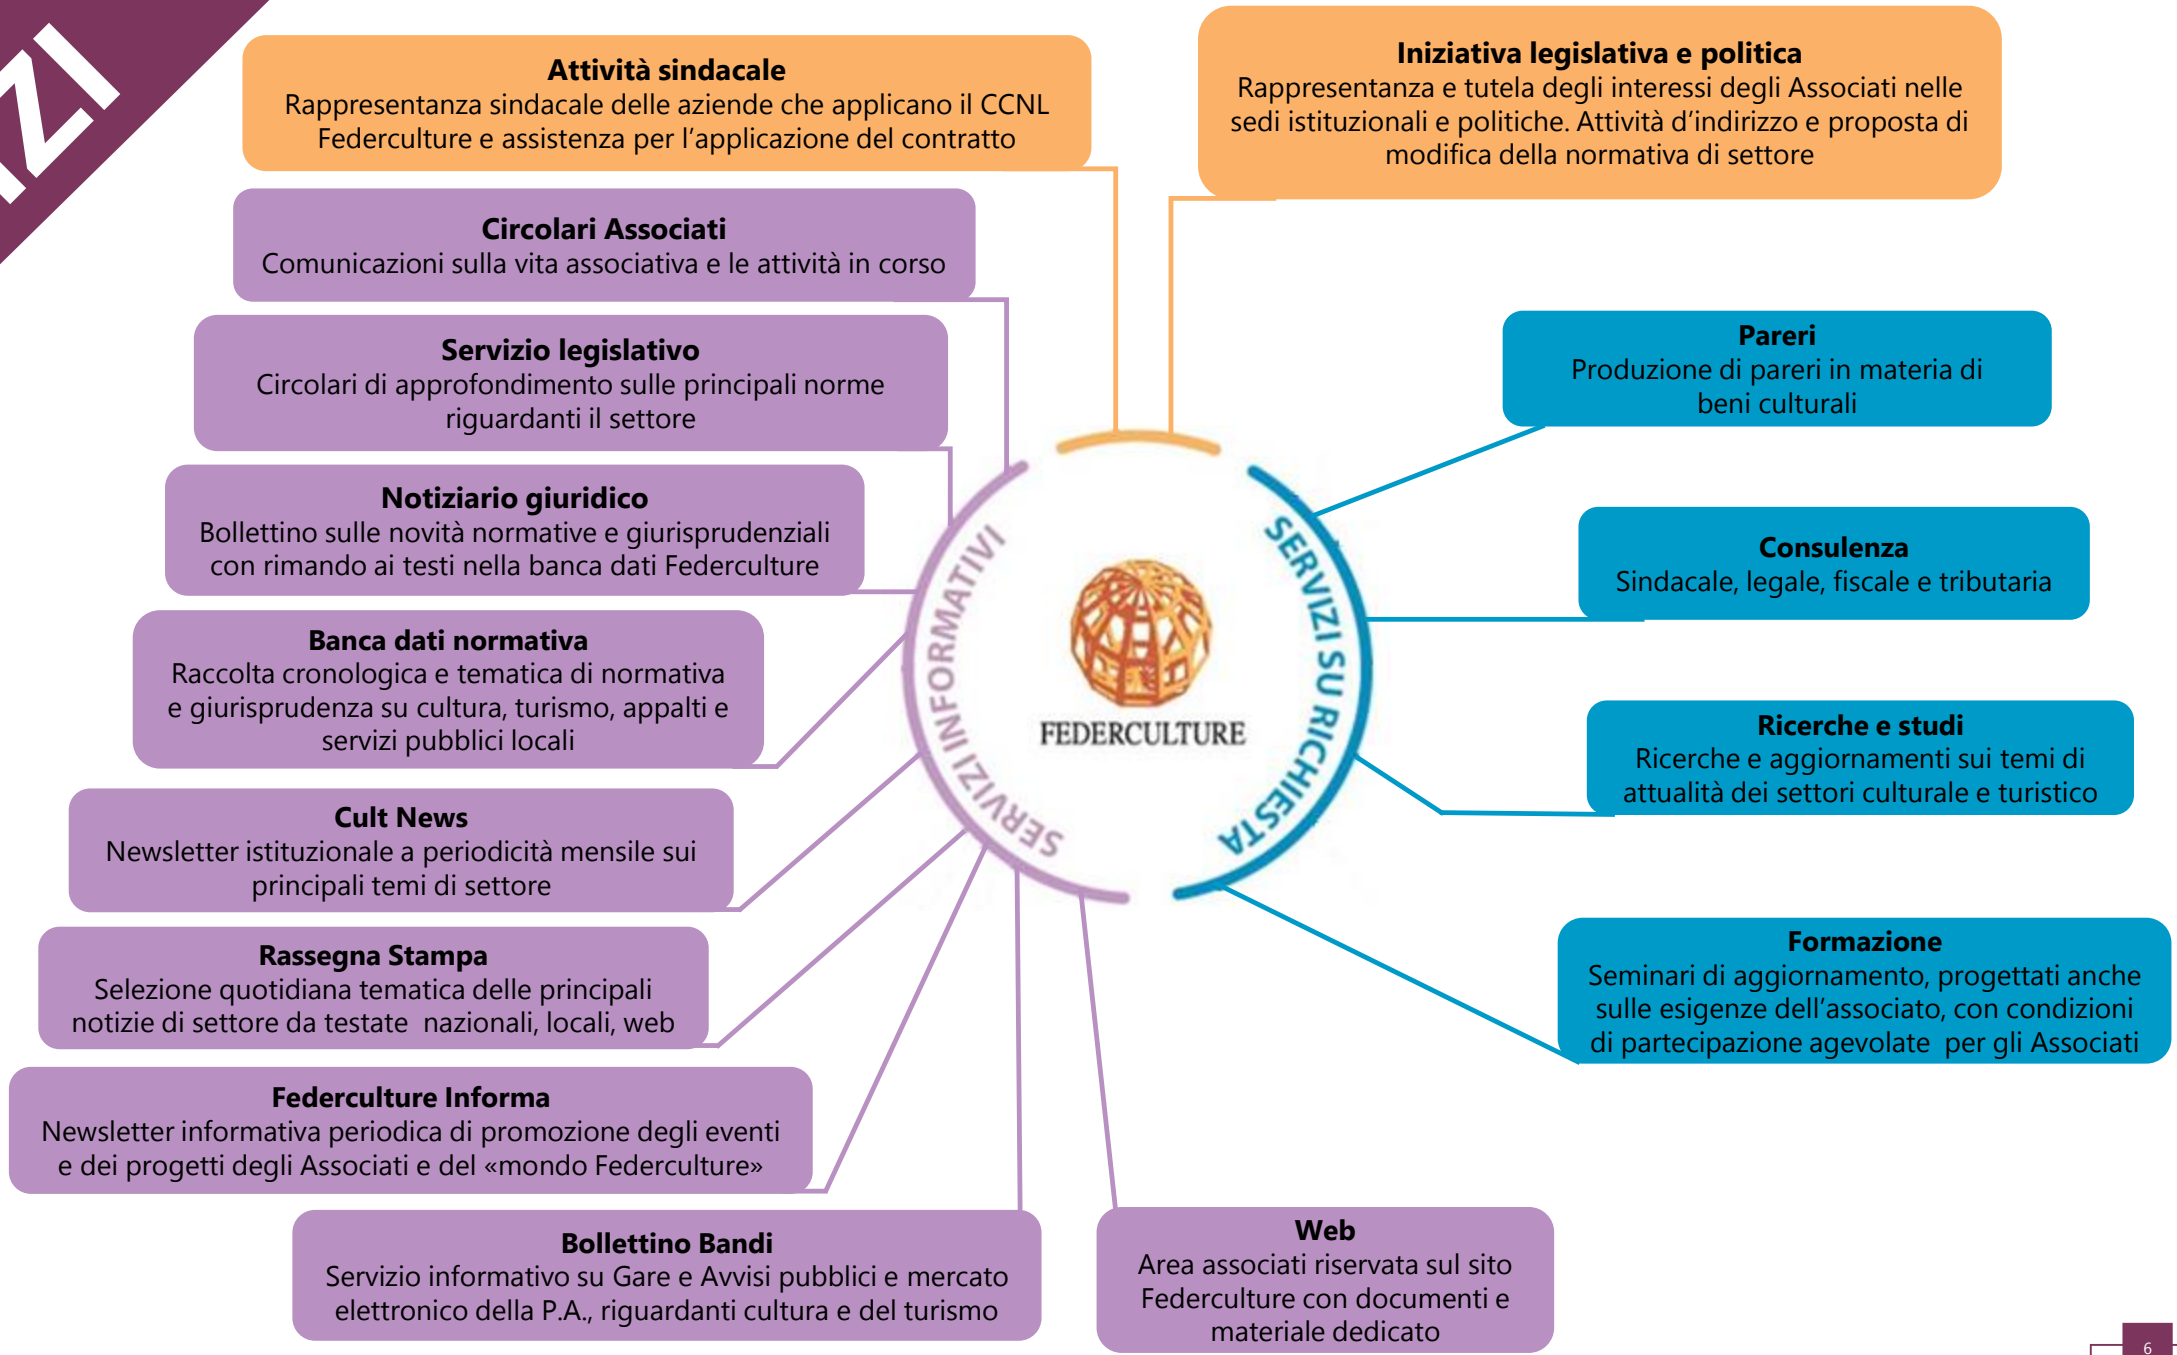 IZI
Attività sindacale
Rappresentanza sindacale delle aziende che applicano il CCNL
Federculture e assistenza per l’applicazione del contratto
Iniziativa legislativa e politica
Rappresentanza e tutela degli interessi degli Associati nelle
sedi istituzionali e politiche. Attività d’indirizzo e proposta di
modifica della normativa di settore
Circolari Associati
Comunicazioni sulla vita associativa e le attività in corso
Servizio legislativo
Circolari di approfondimento sulle principali norme
riguardanti il settore
Notiziario giuridico
Bollettino sulle novità normative e giurisprudenziali
con rimando ai testi nella banca dati Federculture
Banca dati normativa
Raccolta cronologica e tematica di normativa
e giurisprudenza su cultura, turismo, appalti e
servizi pubblici locali
Cult News
Newsletter istituzionale a periodicità mensile sui
principali temi di settore
Rassegna Stampa
Selezione quotidiana tematica delle principali
notizie di settore da testate  nazionali, locali, web
Federculture Informa
Newsletter informativa periodica di promozione degli eventi
e dei progetti degli Associati e del «mondo Federculture»
Bollettino Bandi
Servizio informativo su Gare e Avvisi pubblici e mercato
elettronico della P.A., riguardanti cultura e del turismo
Web
Area associati riservata sul sito
Federculture con documenti e
materiale dedicato
SERVIZI INFORMATIVI
FEDERCULTURE
SERVIZI SU RICHIESTA
Pareri
Produzione di pareri in materia di
beni culturali
Consulenza
Sindacale, legale, fiscale e tributaria
Ricerche e studi
Ricerche e aggiornamenti sui temi di
attualità dei settori culturale e turistico
Formazione
Seminari di aggiornamento, progettati anche
sulle esigenze dell’associato, con condizioni
di partecipazione agevolate  per gli Associati
6